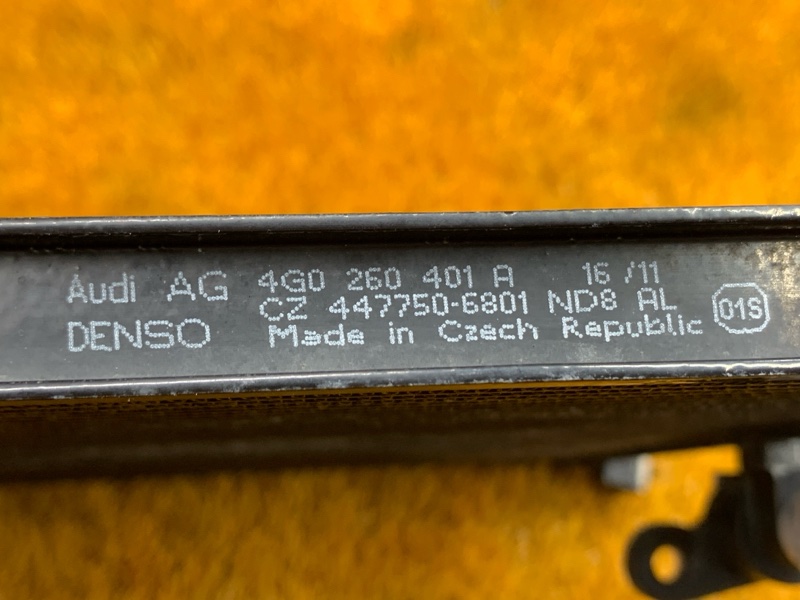 Audi AG 4G0 260 401 A 16 /11
CZ 447750-6801 ND8 AL 01S
DENSO Made in Czech Republic